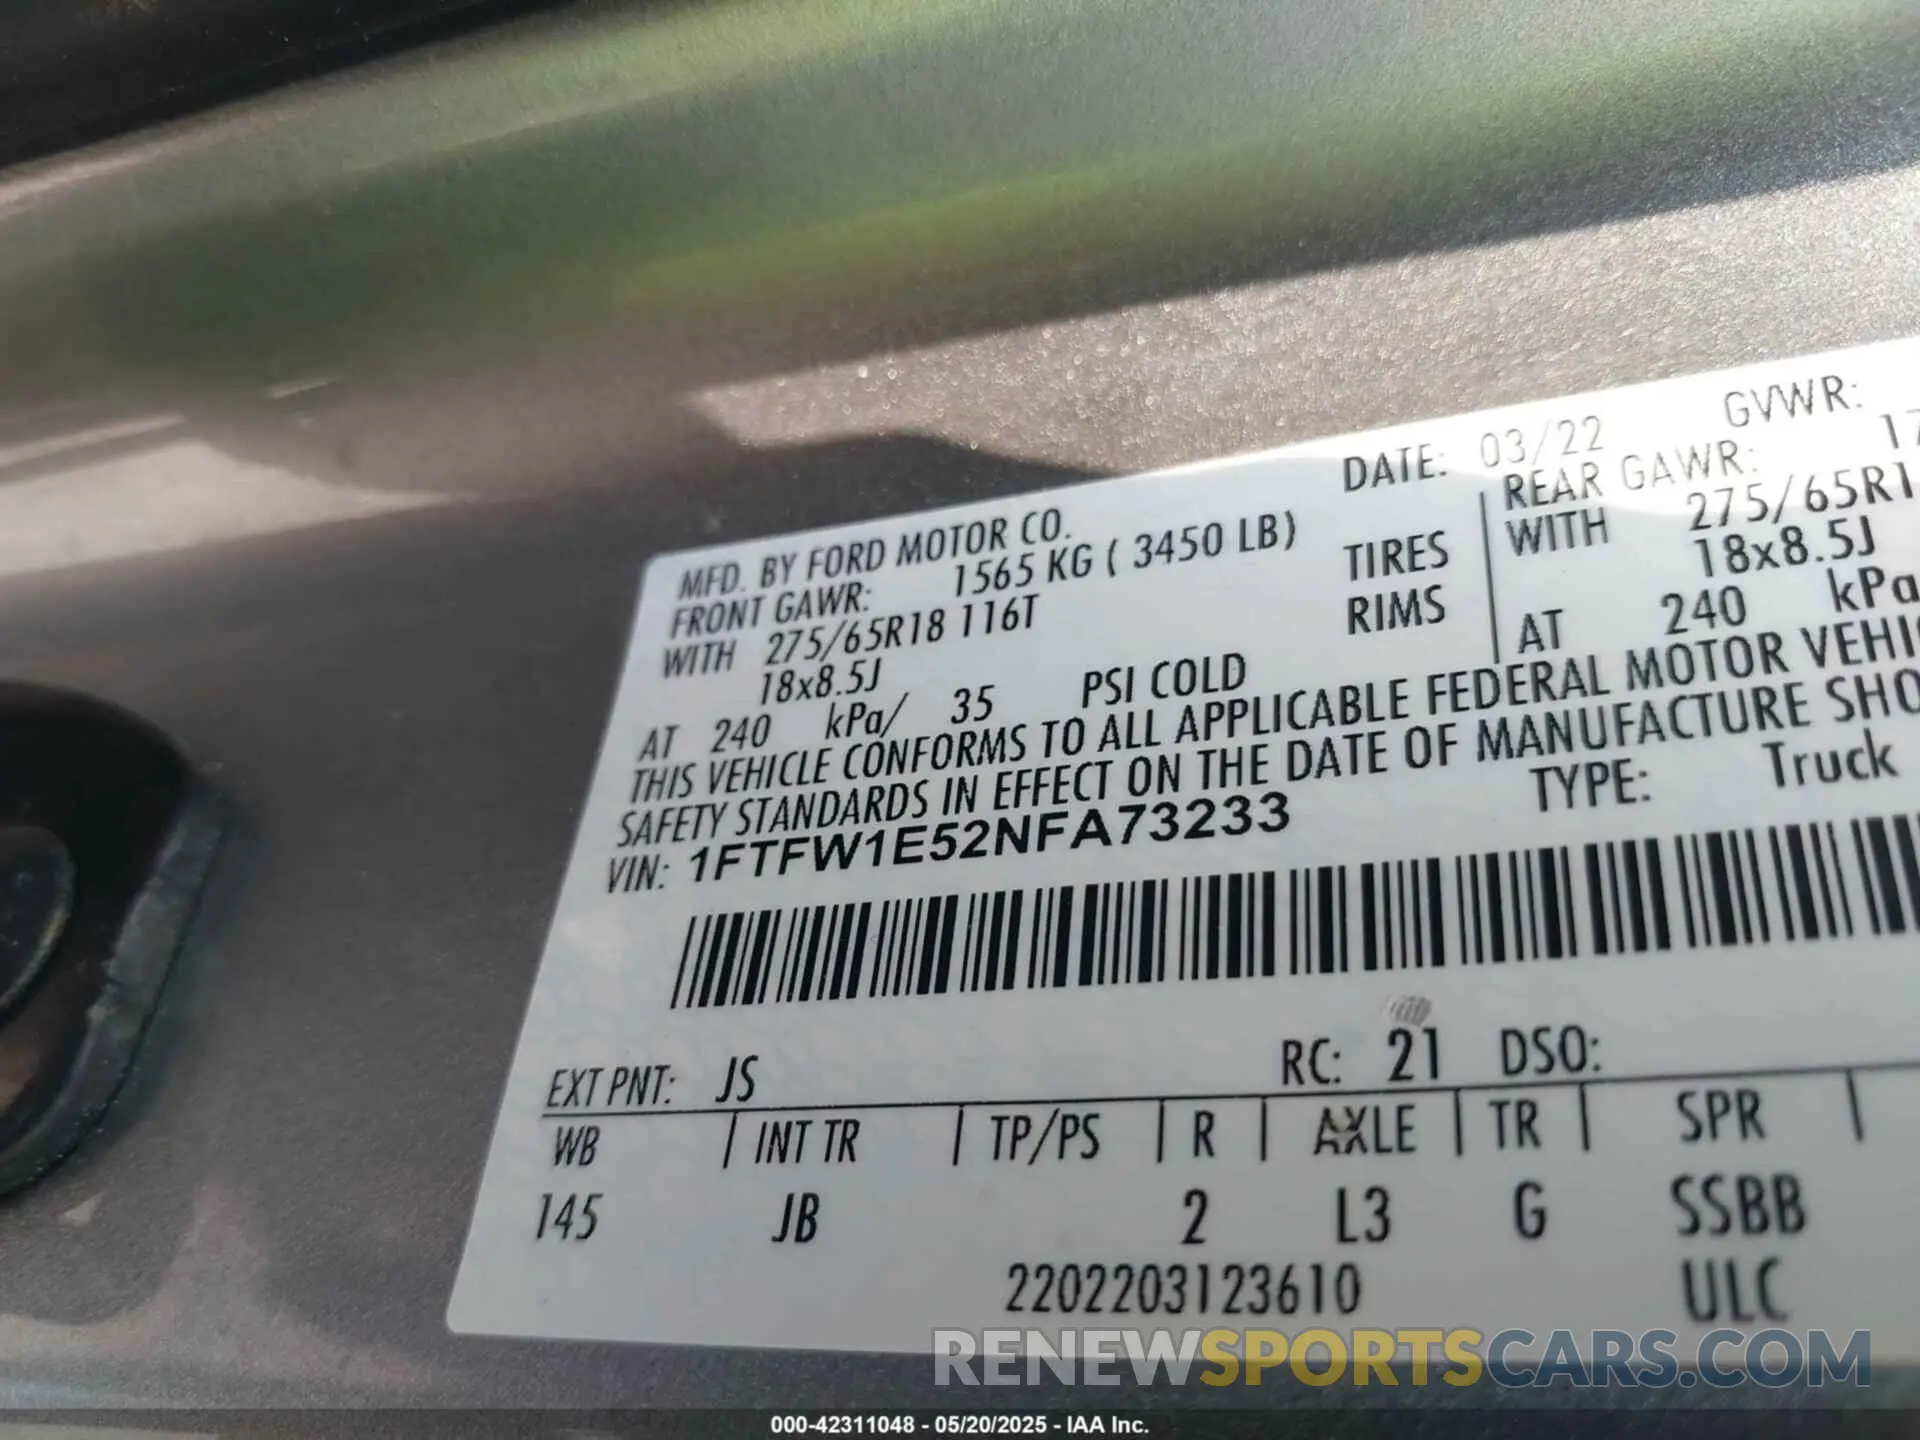 DATE: 03/22 GVWR:
MFD. BY FORD MOTOR CO.
FRONT GAWR: 1565 KG ( 3450 LB) REAR GAWR: 17
WITH 275/65R18 116T TIRES WITH 275/65R1
18x8.5J RIMS 18x8.5J
AT 240 kPa/ 35 PSI COLD AT 240 kPa
THIS VEHICLE CONFORMS TO ALL APPLICABLE FEDERAL MOTOR VEHIC
SAFETY STANDARDS IN EFFECT ON THE DATE OF MANUFACTURE SHO
VIN: 1FTFW1E52NFA73233 TYPE: Truck
EXT PNT: JS RC: 21 DSO:
WB | INT TR | TP/PS | R | AXLE | TR | SPR |
145 JB 2 L3 G SSBB
2202203123610 ULC
RENEWSPORTSCARS.COM
000-42311048 - 05/20/2025 - IAA Inc.